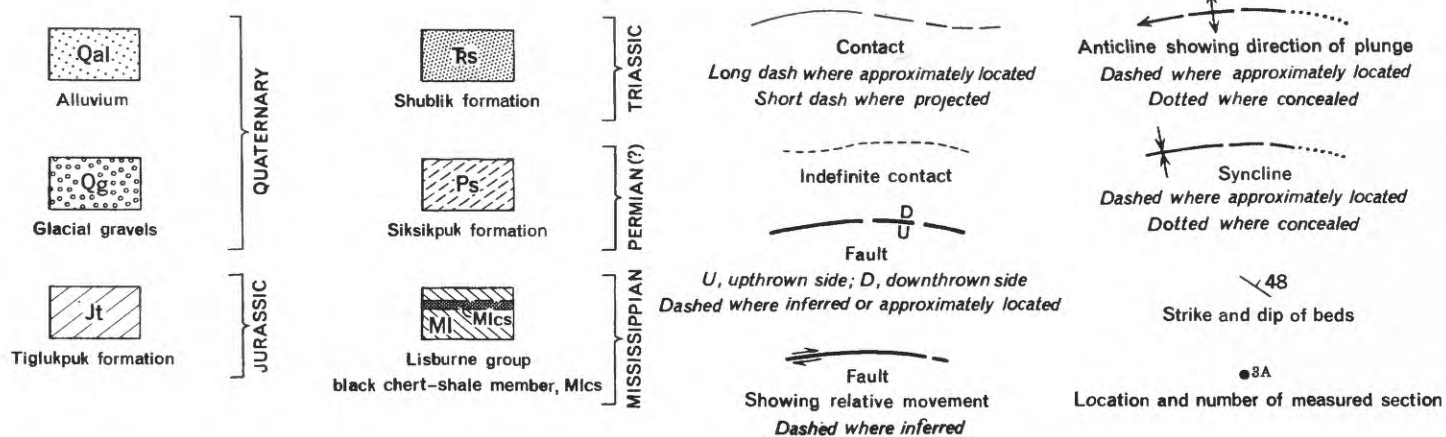 Qal
Alluvium
Qg
Glacial gravels
QUATERNARY
Jt
Tiglukpuk formation
JURASSIC
Ꞧs
Shublik formation
TRIASSIC
Ps
Siksikpuk formation
PERMIAN (?)
Ml
Mlcs
Lisburne group
black chert-shale member, Mlcs
MISSISSIPPIAN
Contact
Long dash where approximately located
Short dash where projected
Indefinite contact
D
U
Fault
U, upthrown side; D, downthrown side
Dashed where inferred or approximately located
Fault
Showing relative movement
Dashed where inferred
Anticline showing direction of plunge
Dashed where approximately located
Dotted where concealed
Syncline
Dashed where approximately located
Dotted where concealed
48
Strike and dip of beds
3A
Location and number of measured section